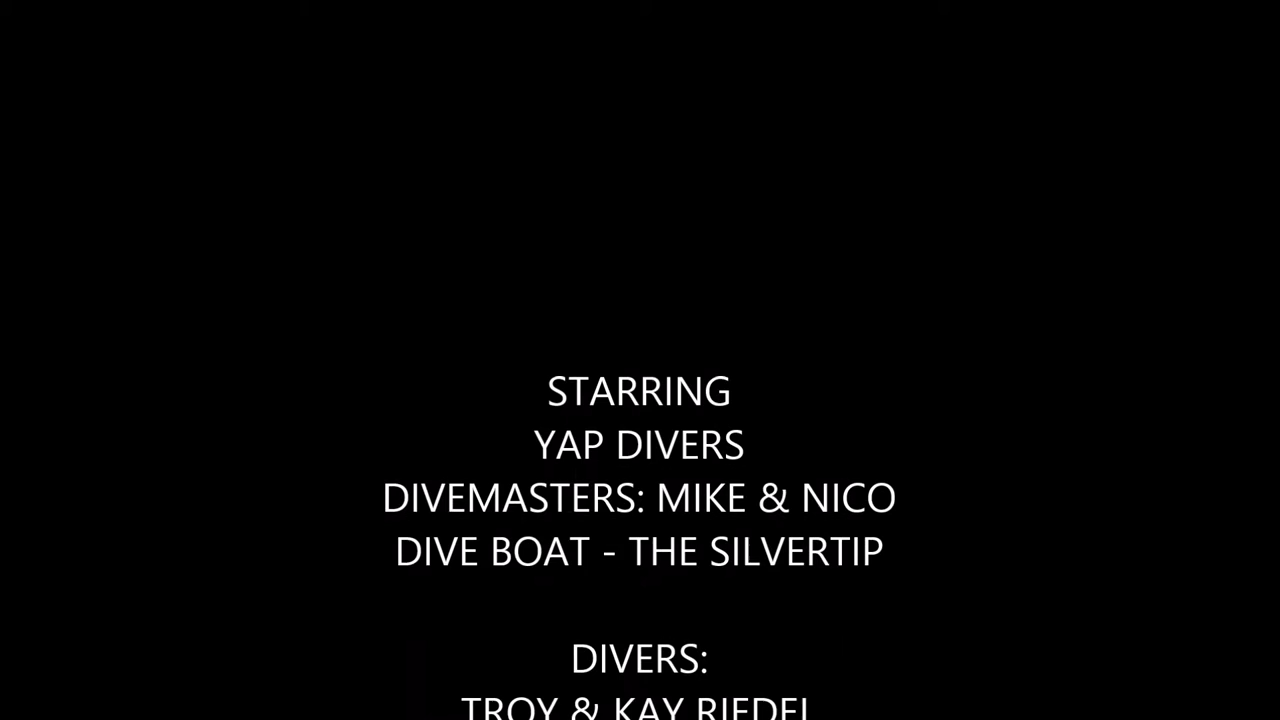 STARRING
YAP DIVERS
DIVEMASTERS: MIKE & NICO
DIVE BOAT - THE SILVERTIP
DIVERS:
TROY & KAY RIEDEL